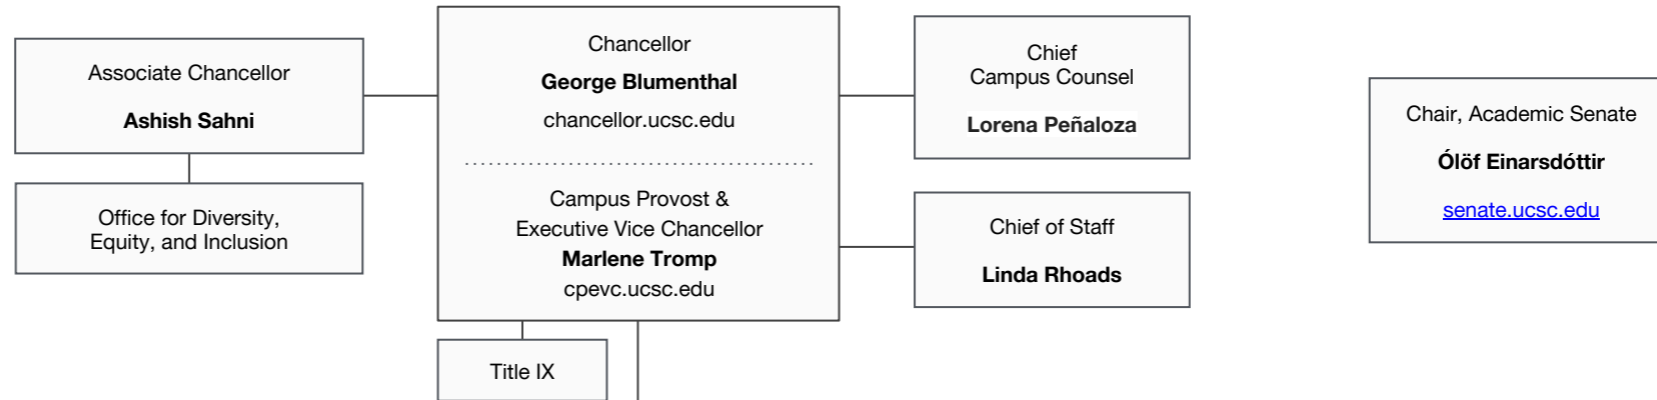 Associate Chancellor
Ashish Sahni
Office for Diversity,
Equity, and Inclusion
Chancellor
George Blumenthal
chancellor.ucsc.edu
Campus Provost &
Executive Vice Chancellor
Marlene Tromp
cpevc.ucsc.edu
Title IX
Chief
Campus Counsel
Lorena Peñaloza
Chief of Staff
Linda Rhoads
Chair, Academic Senate
Ólöf Einarsdóttir
senate.ucsc.edu